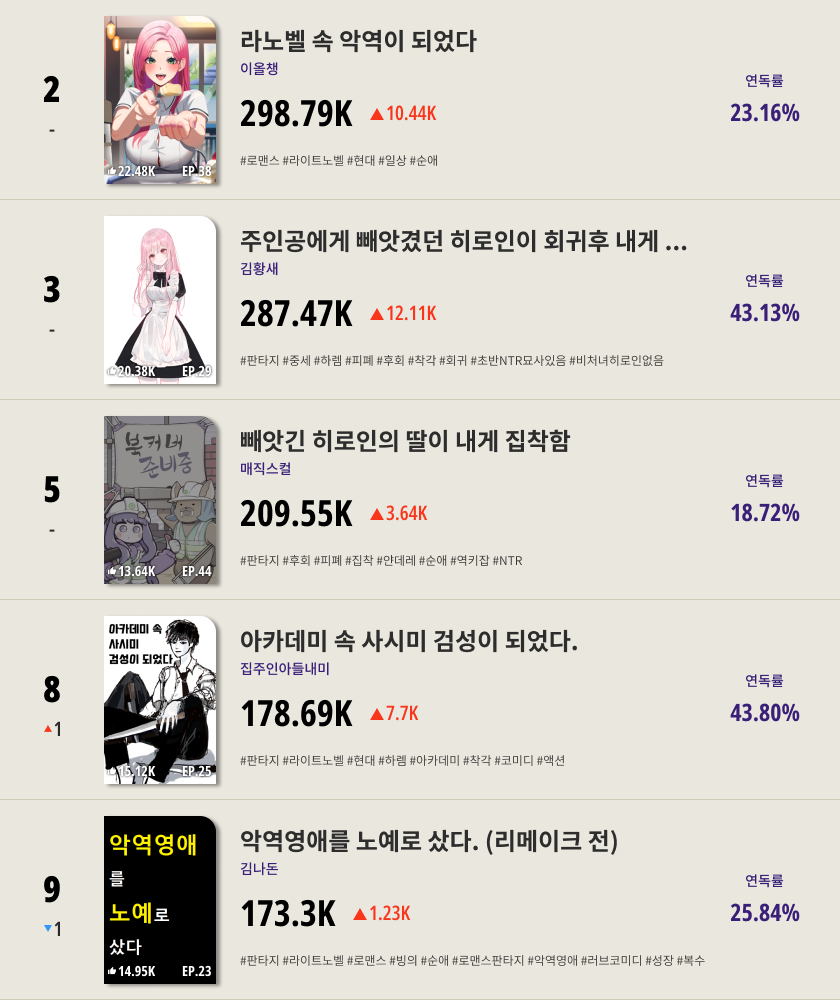 2
-
22.48K EP.38
라노벨 속 악역이 되었다
이올챙
298.79K ▲10.44K
#로맨스 #라이트노벨 #현대 #일상 #순애
연독률
23.16%
3
-
20.38K EP.29
주인공에게 빼앗겼던 히로인이 회귀후 내게 ...
김황새
287.47K ▲12.11K
#판타지 #중세 #하렘 #피폐 #후회 #착각 #회귀 #초반NTR묘사있음 #비처녀히로인없음
연독률
43.13%
5
-
북커버
준비중
13.64K EP.44
빼앗긴 히로인의 딸이 내게 집착함
매직스컬
209.55K ▲3.64K
#판타지 #후회 #피폐 #집착 #얀데레 #순애 #역키잡 #NTR
연독률
18.72%
8
▲1
아카데미 속
사시미
검성이 되었다
15.12K EP.25
아카데미 속 사시미 검성이 되었다.
집주인아들내미
178.69K ▲7.7K
#판타지 #라이트노벨 #현대 #하렘 #아카데미 #착각 #코미디 #액션
연독률
43.80%
9
▼1
악역영애
를
노예로
샀다
14.95K EP.23
악역영애를 노예로 샀다. (리메이크 전)
김나돈
173.3K ▲1.23K
#판타지 #라이트노벨 #로맨스 #빙의 #순애 #로맨스판타지 #악역영애 #러브코미디 #성장 #복수
연독률
25.84%